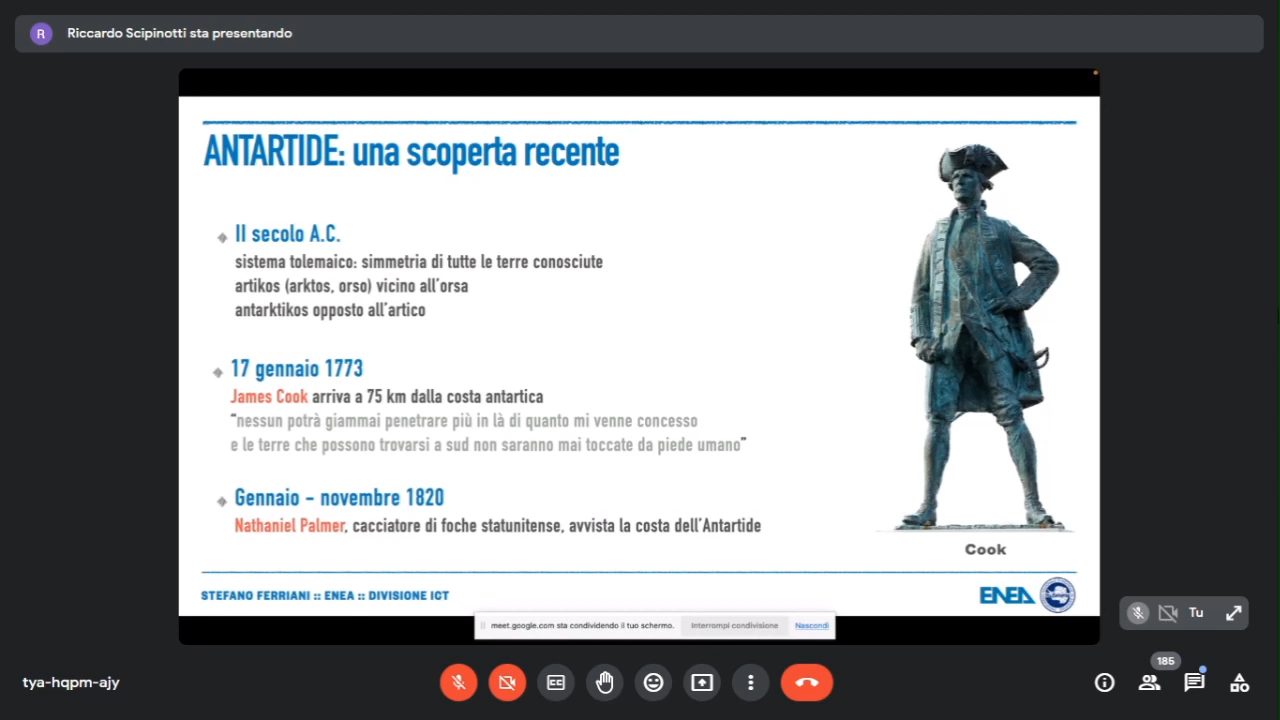 R Riccardo Scipinotti sta presentando
ANTARTIDE: una scoperta recente
II secolo A.C.
sistema tolemaico: simmetria di tutte le terre conosciute
artikos (arktos, orso) vicino all'orsa
antarktikos opposto all'artico
17 gennaio 1773
James Cook arriva a 75 km dalla costa antartica
"nessun potrà giammai penetrare più in là di quanto mi venne concesso
e le terre che possono trovarsi a sud non saranno mai toccate da piede umano"
Gennaio - novembre 1820
Nathaniel Palmer, cacciatore di foche statunitense, avvista la costa dell'Antartide
Cook
STEFANO FERRIANI :: ENEA :: DIVISIONE ICT
ENEA
meet.google.com sta condividendo il tuo schermo. Interrompi condivisione Nascondi
Tu
tya-hqpm-ajy
CC
185